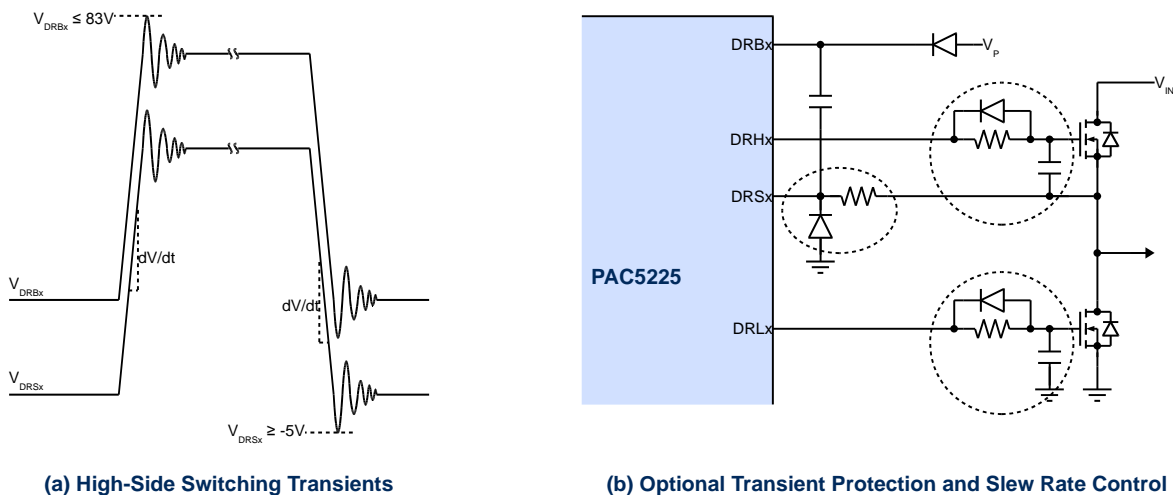 V_DRBx ≤ 83V
dV/dt
V_DRBx
dV/dt
V_DRSx
V_DRSx ≥ -5V
(a) High-Side Switching Transients
DRBx
V_P
V_IN
DRHx
DRSx
PAC5225
DRLx
(b) Optional Transient Protection and Slew Rate Control